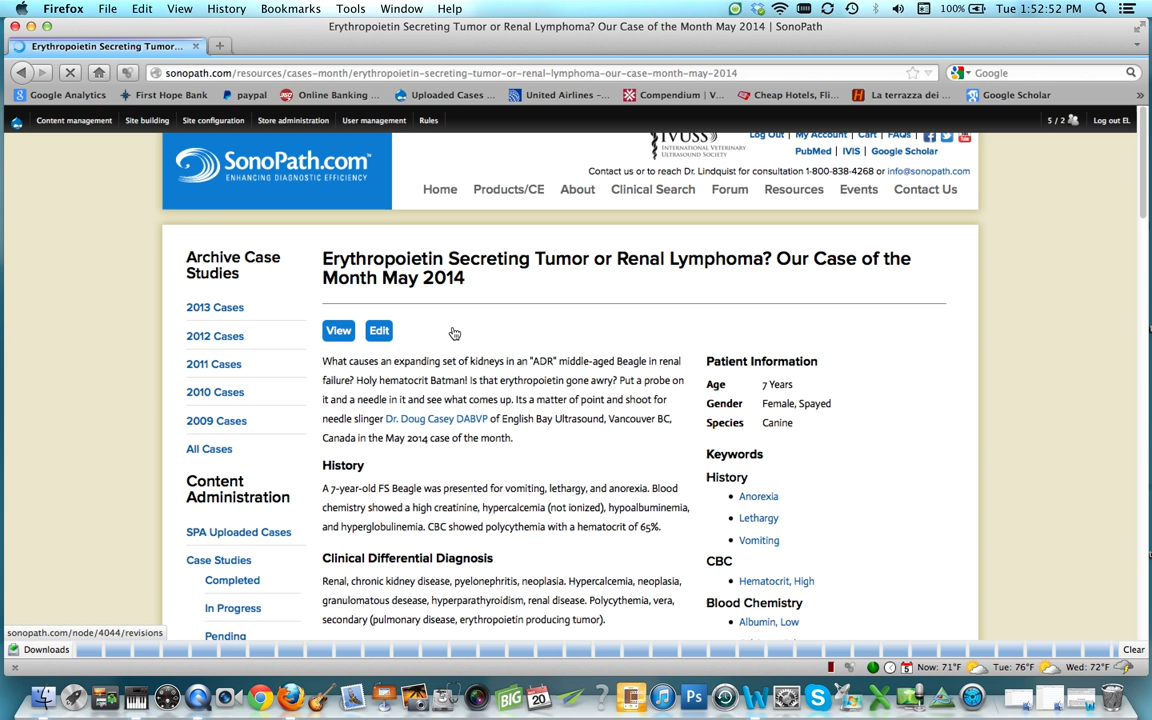 Firefox File Edit View History Bookmarks Tools Window Help 100% Tue 1:52:52 PM
Erythropoietin Secreting Tumor or Renal Lymphoma? Our Case of the Month May 2014 | SonoPath
Erythropoietin Secreting Tumor...
sonopath.com/resources/cases-month/erythropoietin-secreting-tumor-or-renal-lymphoma-our-case-month-may-2014 Google
Google Analytics First Hope Bank paypal Online Banking ... Uploaded Cases ... United Airlines -... Compendium | V... Cheap Hotels, Fli... La terrazza dei ... Google Scholar
Content management Site building Site configuration Store administration User management Rules 5 / 2 Log out EL
IVUSS Log Out My Account Cart FAQs
INTERNATIONAL VETERINARY ULTRASOUND SOCIETY
PubMed | IVIS | Google Scholar
SonoPath.com
ENHANCING DIAGNOSTIC EFFICIENCY
Contact us or to reach Dr. Lindquist for consultation 1-800-838-4268 or info@sonopath.com
Home Products/CE About Clinical Search Forum Resources Events Contact Us
Archive Case Studies
2013 Cases
2012 Cases
2011 Cases
2010 Cases
2009 Cases
All Cases
Content Administration
SPA Uploaded Cases
Case Studies
Completed
In Progress
Pending
Erythropoietin Secreting Tumor or Renal Lymphoma? Our Case of the
Month May 2014
View Edit
What causes an expanding set of kidneys in an "ADR" middle-aged Beagle in renal
failure? Holy hematocrit Batman! Is that erythropoietin gone awry? Put a probe on
it and a needle in it and see what comes up. Its a matter of point and shoot for
needle slinger Dr. Doug Casey DABVP of English Bay Ultrasound, Vancouver BC,
Canada in the May 2014 case of the month.
History
A 7-year-old FS Beagle was presented for vomiting, lethargy, and anorexia. Blood
chemistry showed a high creatinine, hypercalcemia (not ionized), hypoalbuminemia,
and hyperglobulinemia. CBC showed polycythemia with a hematocrit of 65%.
Clinical Differential Diagnosis
Renal, chronic kidney disease, pyelonephritis, neoplasia. Hypercalcemia, neoplasia,
granulomatous desease, hyperparathyroidism, renal disease. Polycythemia, vera,
secondary (pulmonary disease, erythropoietin producing tumor).
Patient Information
Age 7 Years
Gender Female, Spayed
Species Canine
Keywords
History
Anorexia
Lethargy
Vomiting
CBC
Hematocrit, High
Blood Chemistry
Albumin, Low
sonopath.com/node/4044/revisions
Downloads Clear
Now: 71°F Tue: 76°F Wed: 72°F